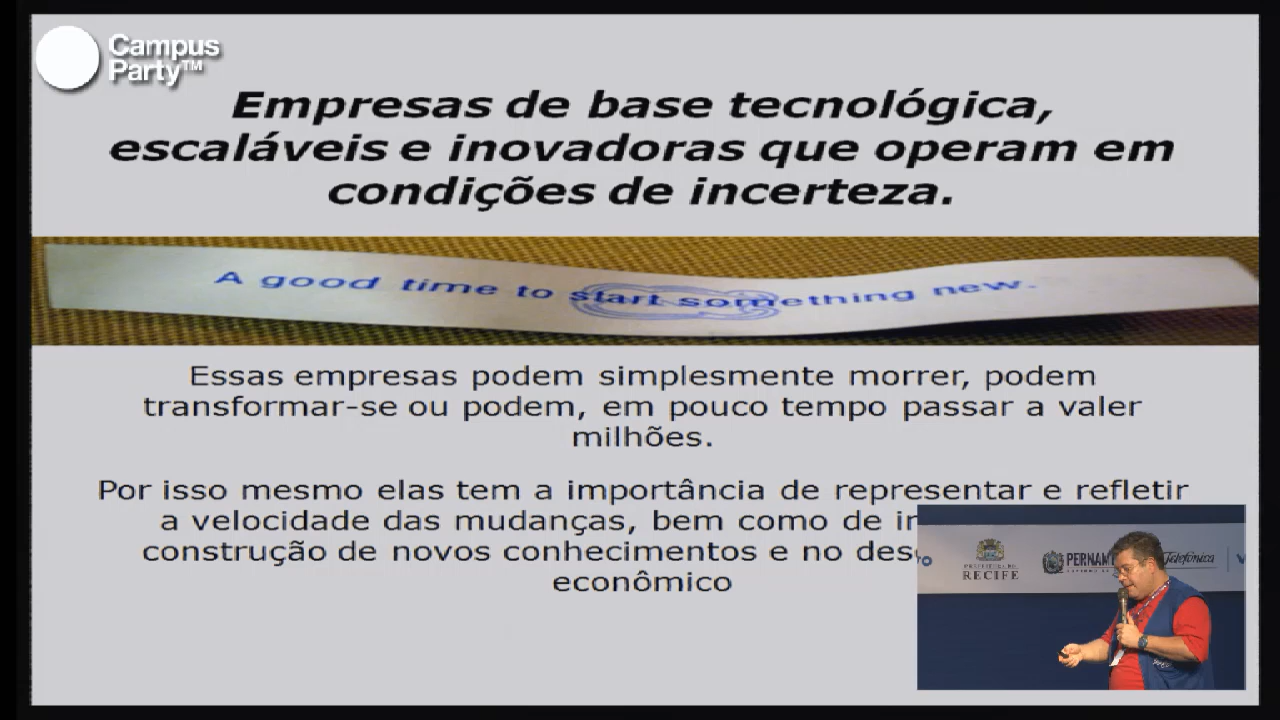 Campus
Party™
Empresas de base tecnológica,
escaláveis e inovadoras que operam em
condições de incerteza.
A good time to start something new.
Essas empresas podem simplesmente morrer, podem
transformar-se ou podem, em pouco tempo passar a valer
milhões.
Por isso mesmo elas tem a importância de representar e refletir
a velocidade das mudanças, bem como de
construção de novos conhecimentos e no
econômico
RECIFE
Telefónica